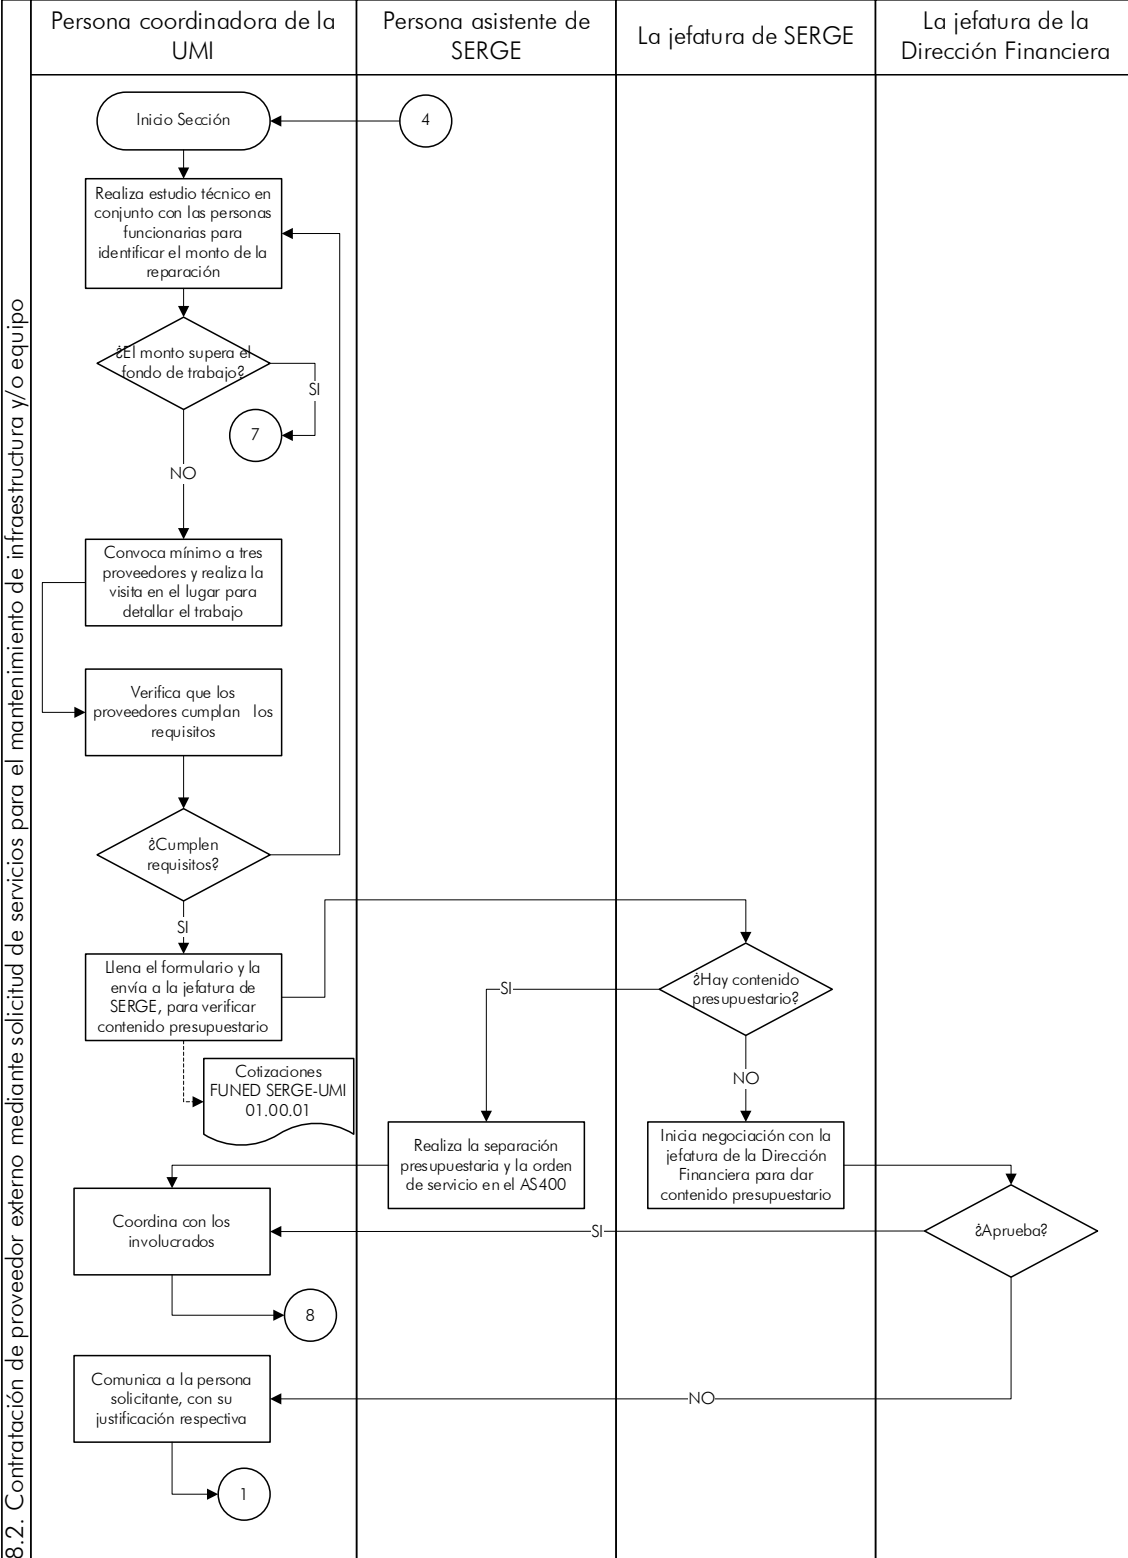 8.2. Contratación de proveedor externo mediante solicitud de servicios para el mantenimiento de infraestructura y/o equipo
Persona coordinadora de la
UMI
Persona asistente de
SERGE
La jefatura de SERGE
La jefatura de la
Dirección Financiera
Inicio Sección
4
Realiza estudio técnico en
conjunto con las personas
funcionarias para
identificar el monto de la
reparación
¿El monto supera el
fondo de trabajo?
SI
7
NO
Convoca mínimo a tres
proveedores y realiza la
visita en el lugar para
detallar el trabajo
Verifica que los
proveedores cumplan los
requisitos
¿Cumplen
requisitos?
SI
Llena el formulario y la
envía a la jefatura de
SERGE, para verificar
contenido presupuestario
¿Hay contenido
presupuestario?
SI
NO
Cotizaciones
FUNED SERGE-UMI
01.00.01
Realiza la separación
presupuestaria y la orden
de servicio en el AS400
Inicia negociación con la
jefatura de la Dirección
Financiera para dar
contenido presupuestario
Coordina con los
involucrados
SI
¿Aprueba?
8
Comunica a la persona
solicitante, con su
justificación respectiva
NO
1